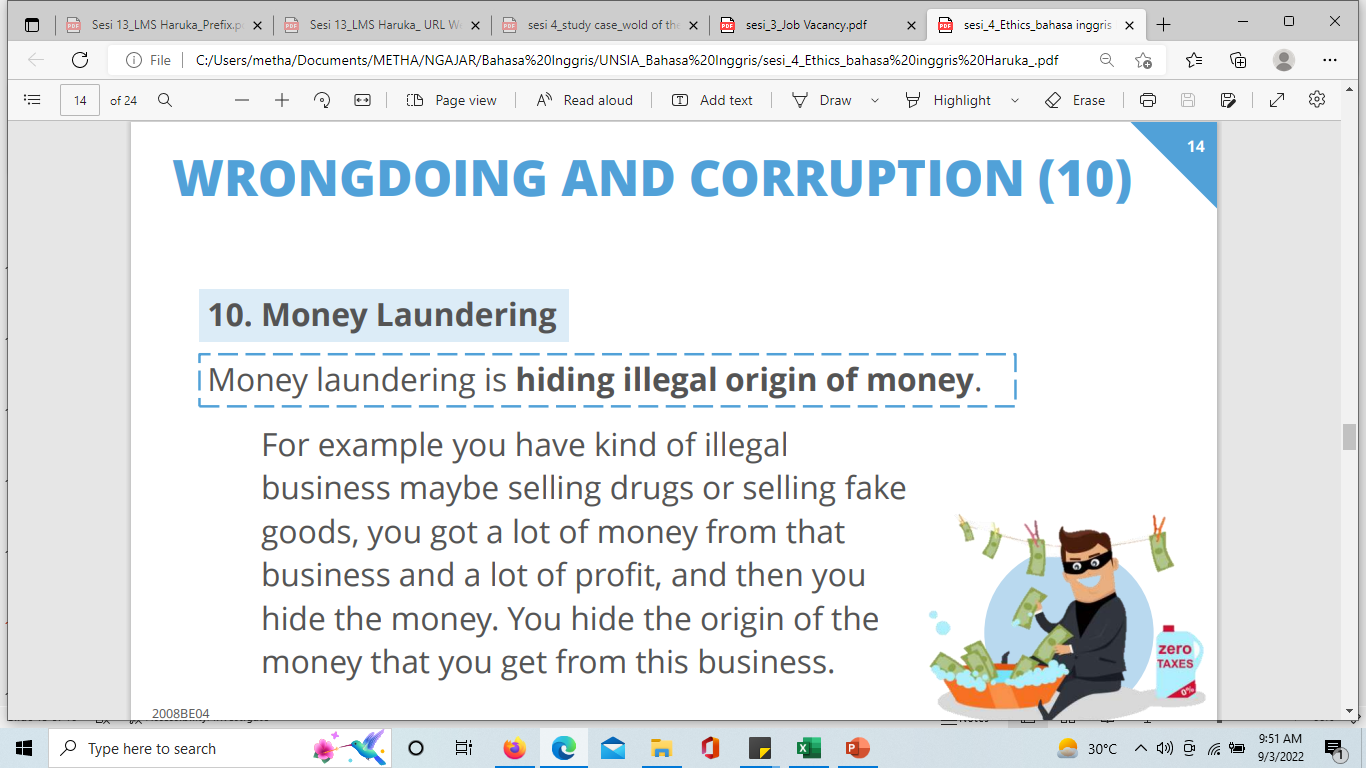 Sesi 13_LMS Haruka_Prefix.p
Sesi 13_LMS Haruka_ URL W
sesi 4_study case_wold of the
sesi_3_Job Vacancy.pdf
sesi_4_Ethics_bahasa inggris
File
C:/Users/metha/Documents/METHA/NGAJAR/Bahasa%20Inggris/UNSIA_Bahasa%20Inggris/sesi_4_Ethics_bahasa%20inggris%20Haruka_.pdf
14 of 24
Page view
Read aloud
Add text
Draw
Highlight
Erase
14
WRONGDOING AND CORRUPTION (10)
10. Money Laundering
Money laundering is hiding illegal origin of money.
For example you have kind of illegal
business maybe selling drugs or selling fake
goods, you got a lot of money from that
business and a lot of profit, and then you
hide the money. You hide the origin of the
money that you get from this business.
zero
TAXES
0%
2008BE04
Type here to search
30°C
9:51 AM
9/3/2022
1